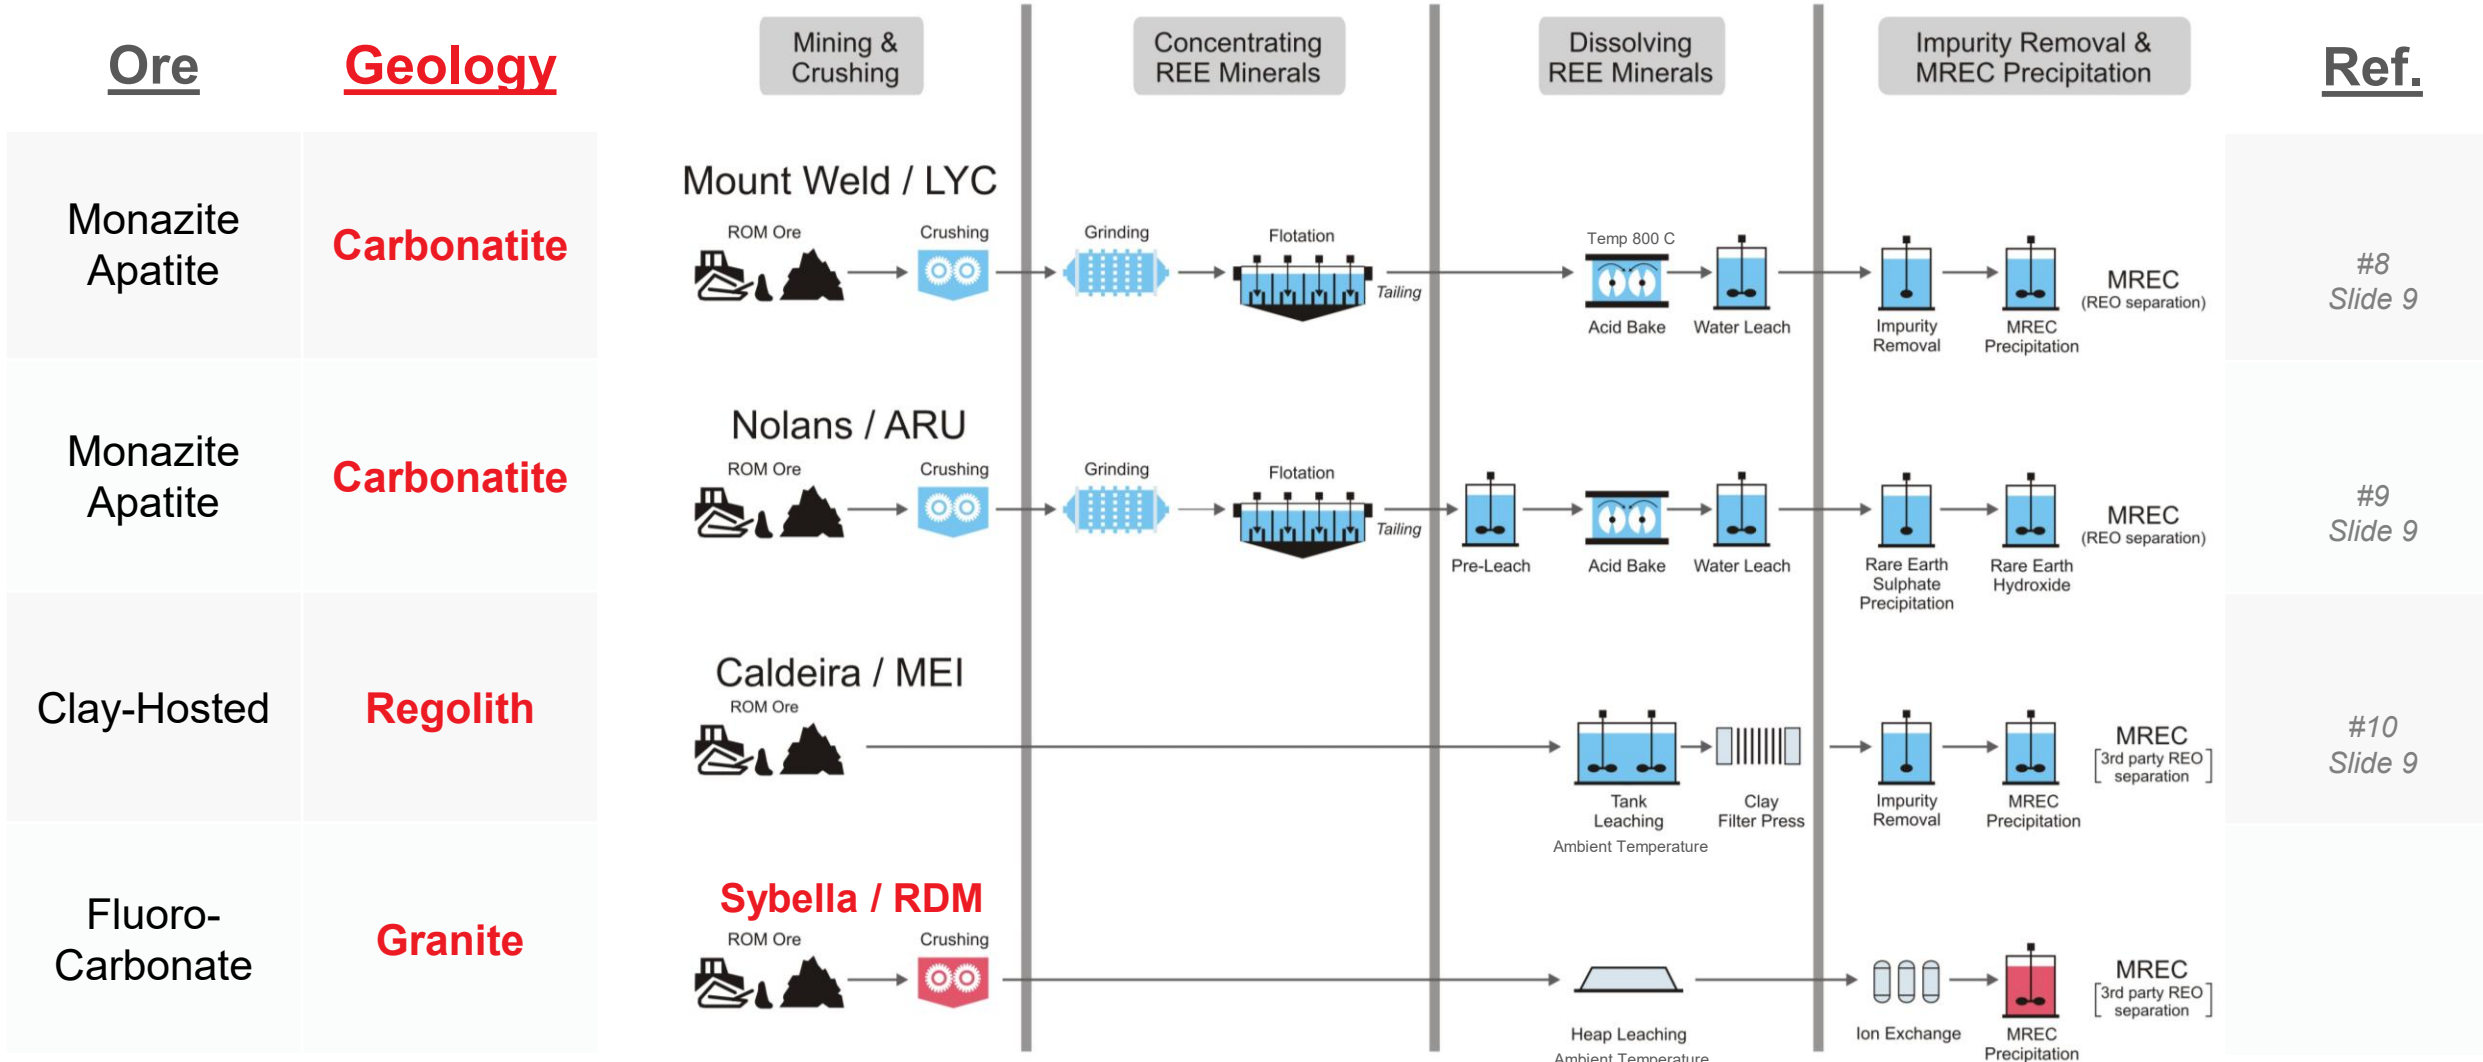 Ore
Geology
Mining &
Crushing
Concentrating
REE Minerals
Dissolving
REE Minerals
Impurity Removal &
MREC Precipitation
Ref.
Monazite
Apatite
Carbonatite
Mount Weld / LYC
ROM Ore
Crushing
Grinding
Flotation
Tailing
Temp 800 C
Acid Bake
Water Leach
Impurity
Removal
MREC
Precipitation
MREC
(REO separation)
#8
Slide 9
Monazite
Apatite
Carbonatite
Nolans / ARU
ROM Ore
Crushing
Grinding
Flotation
Tailing
Pre-Leach
Acid Bake
Water Leach
Rare Earth
Sulphate
Precipitation
Rare Earth
Hydroxide
MREC
(REO separation)
#9
Slide 9
Clay-Hosted
Regolith
Caldeira / MEI
ROM Ore
Tank
Leaching
Ambient Temperature
Clay
Filter Press
Impurity
Removal
MREC
Precipitation
MREC
[3rd party REO
separation]
#10
Slide 9
Fluoro-
Carbonate
Granite
Sybella / RDM
ROM Ore
Crushing
Heap Leaching
Ambient Temperature
Ion Exchange
MREC
Precipitation
MREC
[3rd party REO
separation]